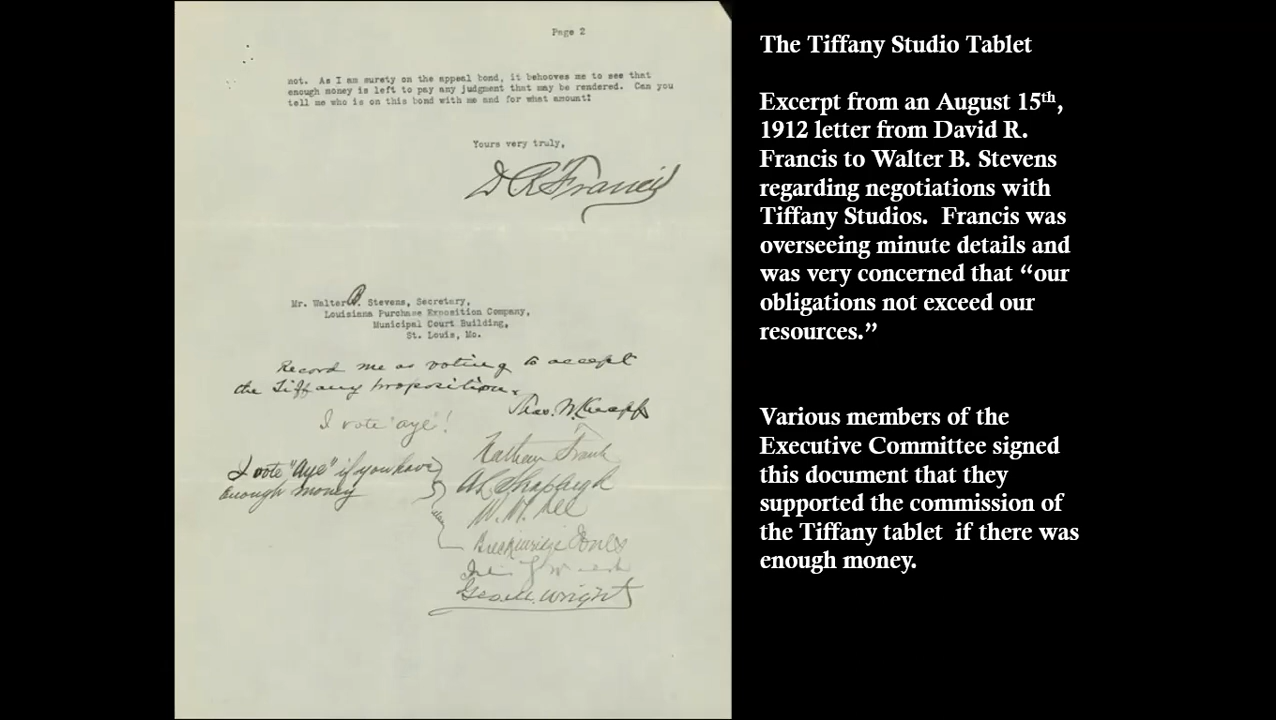 Page 2
not. As I am surety on the appeal bond, it behooves me to see that
enough money is left to pay any judgment that may be rendered. Can you
tell me who is on this bond with me and for what amount?
Yours very truly,
D R Francis
Mr. Walter B. Stevens, Secretary,
Louisiana Purchase Exposition Company,
Municipal Court Building,
St. Louis, Mo.
Record me as voting to accept
the Tiffany proposition.
Thos. W. Knapp
I vote "aye"!
Nathan Frank
I vote "Aye" if you have
enough money
Breckinridge Jones
Geo. M. Wright
The Tiffany Studio Tablet
Excerpt from an August 15th,
1912 letter from David R.
Francis to Walter B. Stevens
regarding negotiations with
Tiffany Studios. Francis was
overseeing minute details and
was very concerned that “our
obligations not exceed our
resources.”
Various members of the
Executive Committee signed
this document that they
supported the commission of
the Tiffany tablet if there was
enough money.